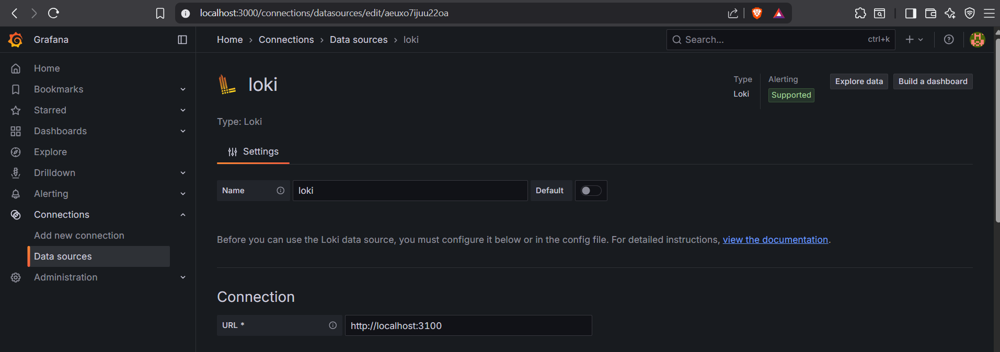 localhost:3000/connections/datasources/edit/aeuxo7ijuu22oa
Grafana
Home › Connections › Data sources › loki
Search...
ctrl+k
Home
Bookmarks
Starred
Dashboards
Explore
Drilldown
Alerting
Connections
Add new connection
Data sources
Administration
loki
Type
Loki
Alerting
Supported
Explore data
Build a dashboard
Type: Loki
Settings
Name
loki
Default
Before you can use the Loki data source, you must configure it below or in the config file. For detailed instructions, view the documentation.
Connection
URL *
http://localhost:3100